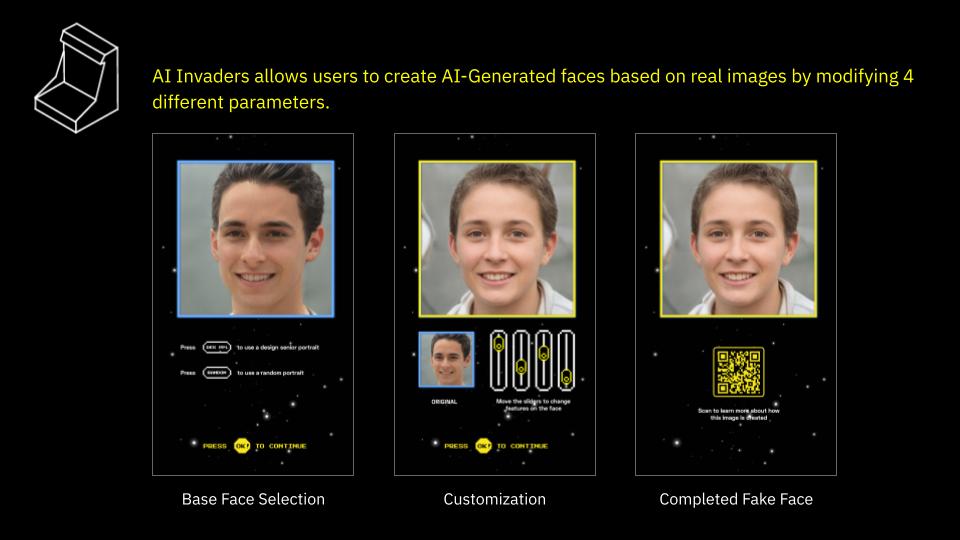 AI Invaders allows users to create AI-Generated faces based on real images by modifying 4
different parameters.
Press DES PPL to use a design senior portrait
Press RANDOM to use a random portrait
PRESS OK! TO CONTINUE
Base Face Selection
ORIGINAL
Move the sliders to change
features on the face
PRESS OK! TO CONTINUE
Customization
Scan to learn more about how
this image is created
Completed Fake Face